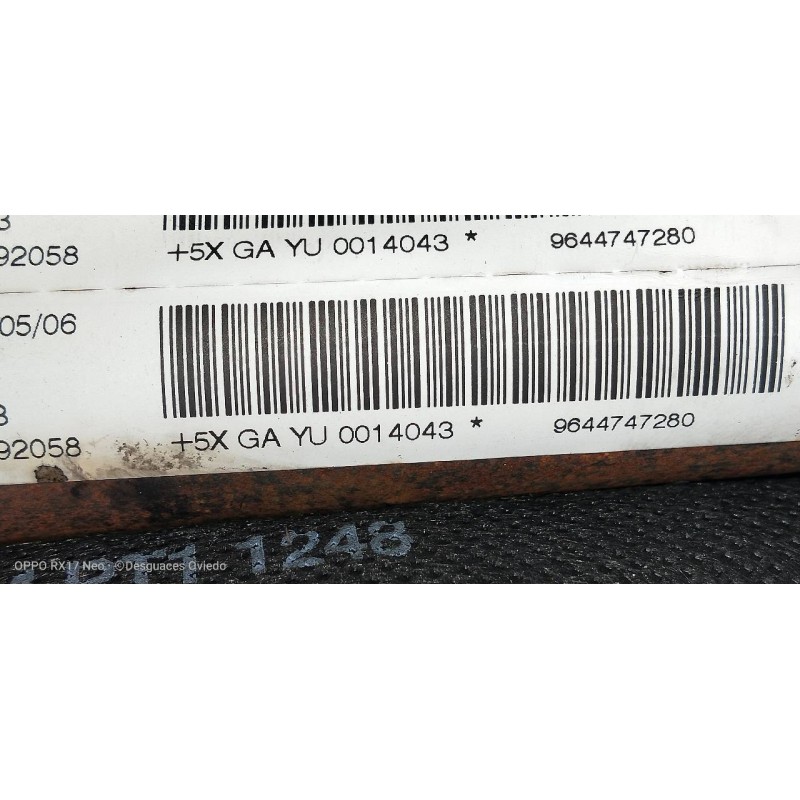 92058 +5X GA YU 0014043 * 9644747280
05/06
92058 +5X GA YU 0014043 * 9644747280
1248
OPPO RX17 Neo · ©Desguaces Oviedo